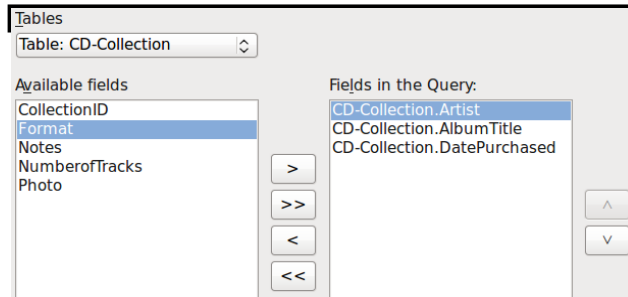 Tables
Table: CD-Collection
Available fields
CollectionID
Format
Notes
NumberofTracks
Photo
>
>>
<
<<
Fields in the Query:
CD-Collection.Artist
CD-Collection.AlbumTitle
CD-Collection.DatePurchased